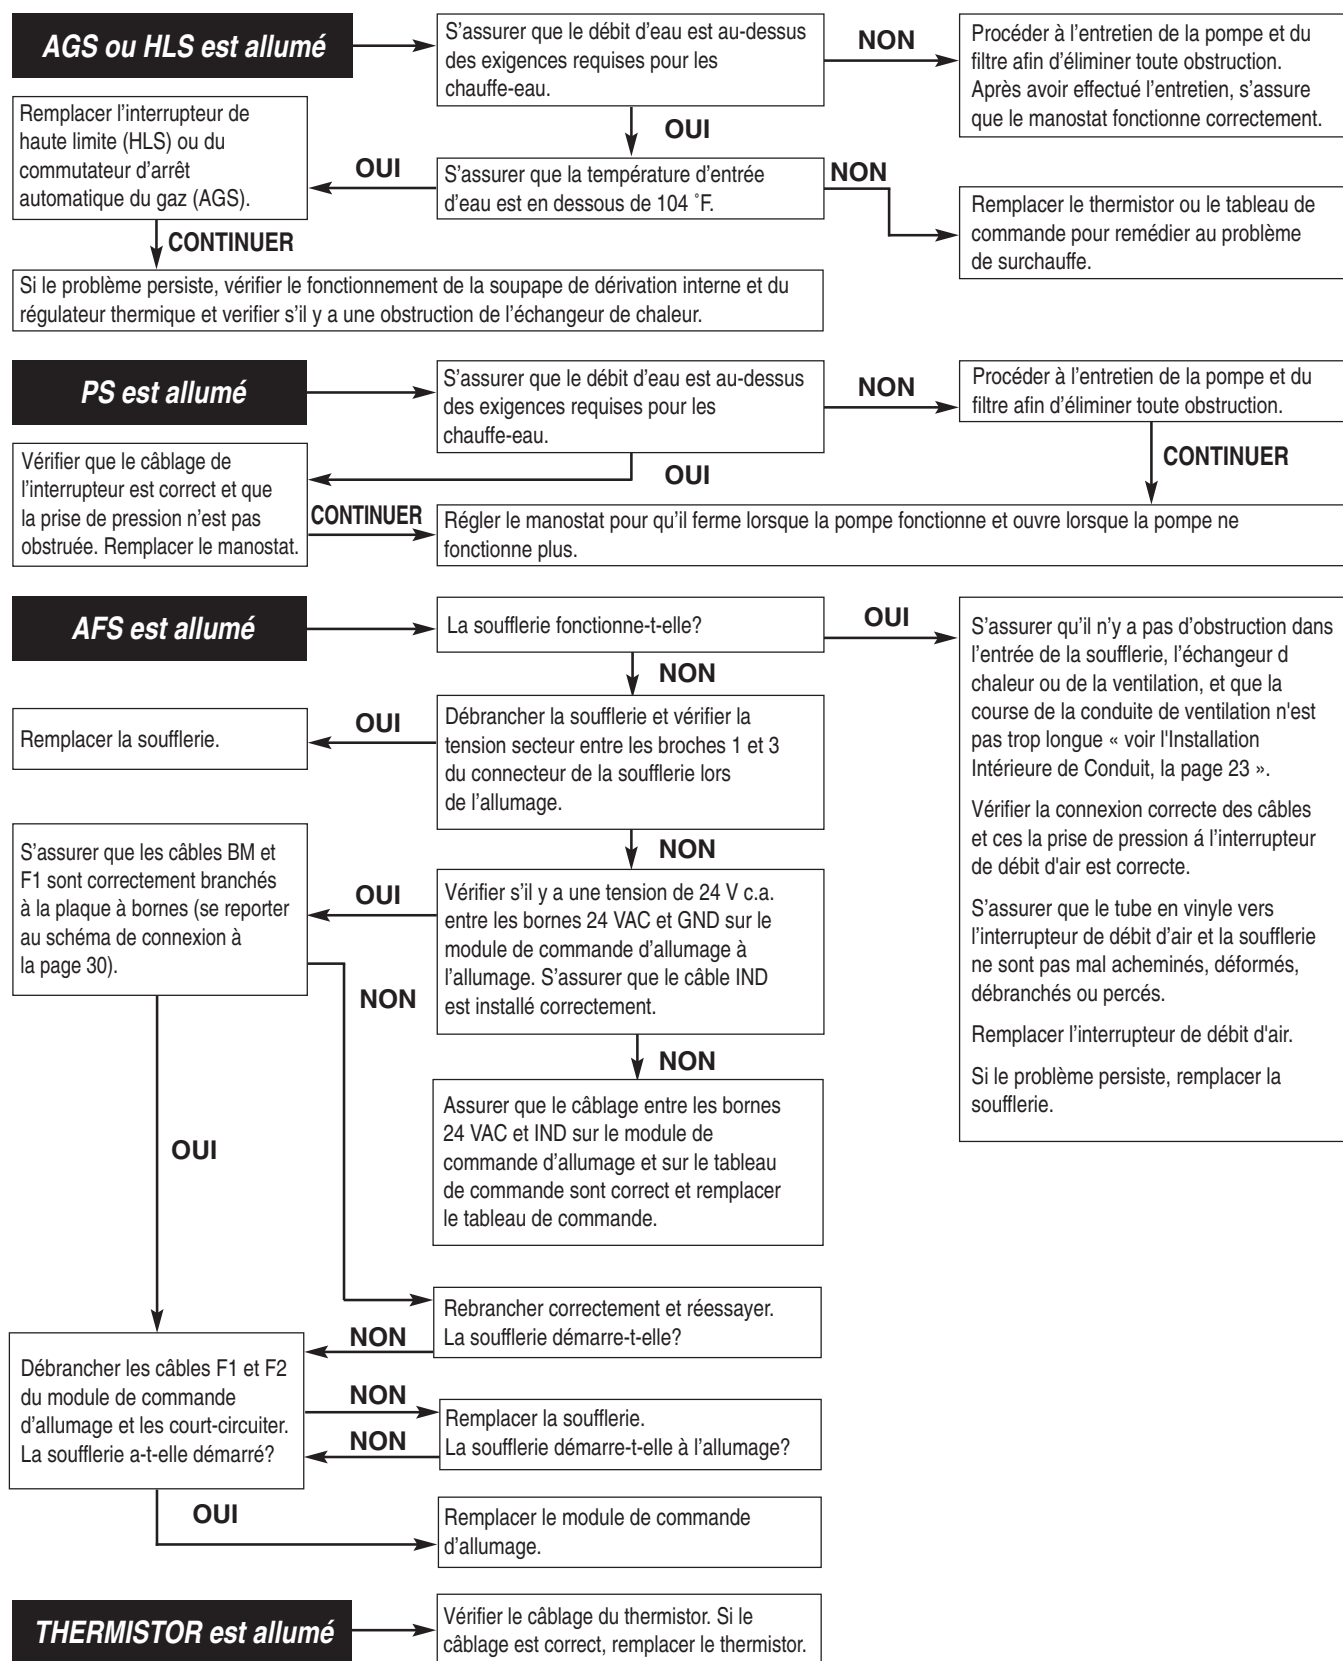 AGS ou HLS est allumé
S'assurer que le débit d'eau est au-dessus
des exigences requises pour les
chauffe-eau.
NON
Procéder à l'entretien de la pompe et du
filtre afin d'éliminer toute obstruction.
Après avoir effectué l'entretien, s'assure
que le manostat fonctionne correctement.
OUI
Remplacer l'interrupteur de
haute limite (HLS) ou du
commutateur d'arrêt
automatique du gaz (AGS).
OUI
S'assurer que la température d'entrée
d'eau est en dessous de 104 ˚F.
NON
Remplacer le thermistor ou le tableau de
commande pour remédier au problème
de surchauffe.
CONTINUER
Si le problème persiste, vérifier le fonctionnement de la soupape de dérivation interne et du
régulateur thermique et verifier s'il y a une obstruction de l'échangeur de chaleur.
PS est allumé
S'assurer que le débit d'eau est au-dessus
des exigences requises pour les
chauffe-eau.
NON
Procéder à l'entretien de la pompe et du
filtre afin d'éliminer toute obstruction.
OUI
CONTINUER
Vérifier que le câblage de
l'interrupteur est correct et que
la prise de pression n'est pas
obstruée. Remplacer le manostat.
CONTINUER
Régler le manostat pour qu'il ferme lorsque la pompe fonctionne et ouvre lorsque la pompe ne
fonctionne plus.
AFS est allumé
La soufflerie fonctionne-t-elle?
OUI
S'assurer qu'il n'y a pas d'obstruction dans
l'entrée de la soufflerie, l'échangeur d
chaleur ou de la ventilation, et que la
course de la conduite de ventilation n'est
pas trop longue « voir l'Installation
Intérieure de Conduit, la page 23 ».
Vérifier la connexion correcte des câbles
et ces la prise de pression á l'interrupteur
de débit d'air est correcte.
S'assurer que le tube en vinyle vers
l'interrupteur de débit d'air et la soufflerie
ne sont pas mal acheminés, déformés,
débranchés ou percés.
Remplacer l'interrupteur de débit d'air.
Si le problème persiste, remplacer la
soufflerie.
NON
Remplacer la soufflerie.
OUI
Débrancher la soufflerie et vérifier la
tension secteur entre les broches 1 et 3
du connecteur de la soufflerie lors
de l'allumage.
NON
S'assurer que les câbles BM et
F1 sont correctement branchés
à la plaque à bornes (se reporter
au schéma de connexion à
la page 30).
OUI
Vérifier s'il y a une tension de 24 V c.a.
entre les bornes 24 VAC et GND sur le
module de commande d'allumage à
l'allumage. S'assurer que le câble IND
est installé correctement.
NON
NON
Assurer que le câblage entre les bornes
24 VAC et IND sur le module de
commande d'allumage et sur le tableau
de commande sont correct et remplacer
le tableau de commande.
OUI
Rebrancher correctement et réessayer.
La soufflerie démarre-t-elle?
NON
Débrancher les câbles F1 et F2
du module de commande
d'allumage et les court-circuiter.
La soufflerie a-t-elle démarré?
NON
Remplacer la soufflerie.
La soufflerie démarre-t-elle à l'allumage?
NON
OUI
Remplacer le module de commande
d'allumage.
THERMISTOR est allumé
Vérifier le câblage du thermistor. Si le
câblage est correct, remplacer le thermistor.